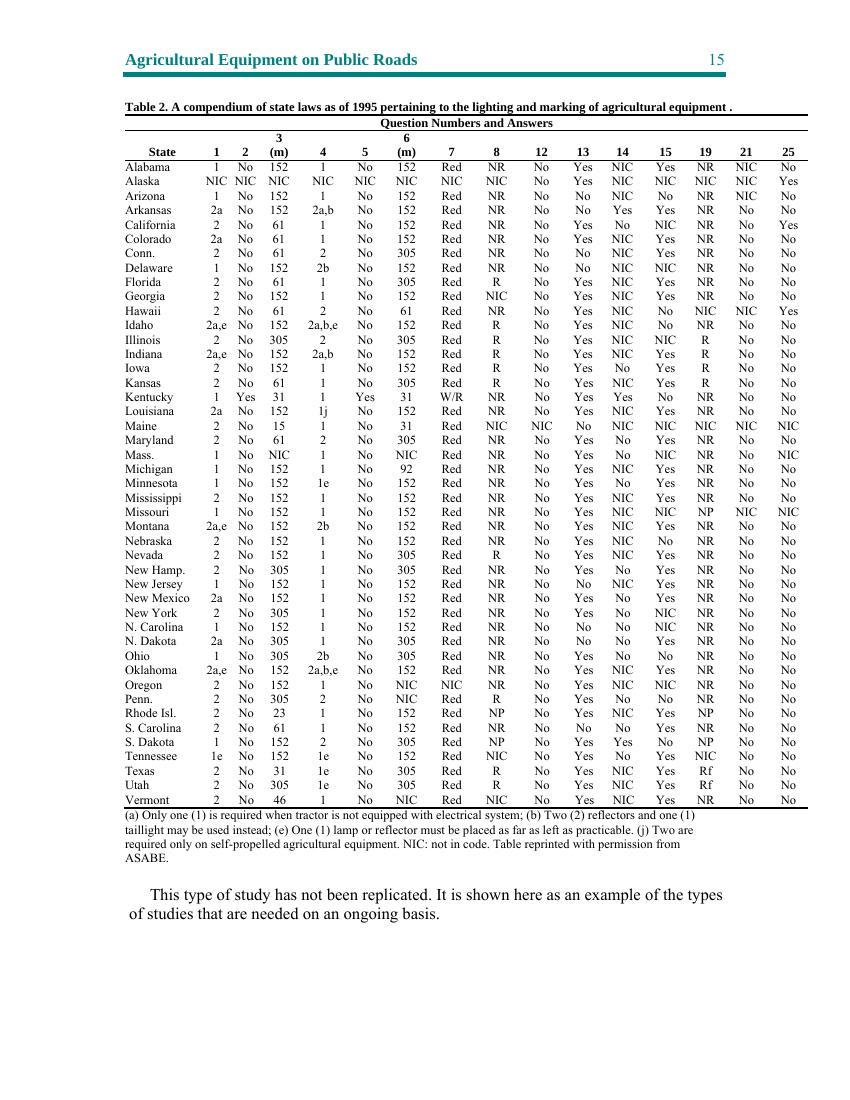 Agricultural Equipment on Public Roads 15
Table 2. A compendium of state laws as of 1995 pertaining to the lighting and marking of agricultural equipment .
Question Numbers and Answers
3 6
State 1 2 (m) 4 5 (m) 7 8 12 13 14 15 19 21 25
Alabama 1 No 152 1 No 152 Red NR No Yes NIC Yes NR NIC No
Alaska NIC NIC NIC NIC NIC NIC NIC NIC No Yes NIC NIC NIC NIC Yes
Arizona 1 No 152 1 No 152 Red NR No No NIC No NR NIC No
Arkansas 2a No 152 2a,b No 152 Red NR No No Yes Yes NR No No
California 2 No 61 1 No 152 Red NR No Yes No NIC NR No Yes
Colorado 2a No 61 1 No 152 Red NR No Yes NIC Yes NR No No
Conn. 2 No 61 2 No 305 Red NR No No NIC Yes NR No No
Delaware 1 No 152 2b No 152 Red NR No No NIC NIC NR No No
Florida 2 No 61 1 No 305 Red R No Yes NIC Yes NR No No
Georgia 2 No 152 1 No 152 Red NIC No Yes NIC Yes NR No No
Hawaii 2 No 61 2 No 61 Red NR No Yes NIC No NIC NIC Yes
Idaho 2a,e No 152 2a,b,e No 152 Red R No Yes NIC No NR No No
Illinois 2 No 305 2 No 305 Red R No Yes NIC NIC R No No
Indiana 2a,e No 152 2a,b No 152 Red R No Yes NIC Yes R No No
Iowa 2 No 152 1 No 152 Red R No Yes No Yes R No No
Kansas 2 No 61 1 No 305 Red R No Yes NIC Yes R No No
Kentucky 1 Yes 31 1 Yes 31 W/R NR No Yes Yes No NR No No
Louisiana 2a No 152 1j No 152 Red NR No Yes NIC Yes NR No No
Maine 2 No 15 1 No 31 Red NIC NIC No NIC NIC NIC NIC NIC
Maryland 2 No 61 2 No 305 Red NR No Yes No Yes NR No No
Mass. 1 No NIC 1 No NIC Red NR No Yes No NIC NR No NIC
Michigan 1 No 152 1 No 92 Red NR No Yes NIC Yes NR No No
Minnesota 1 No 152 1e No 152 Red NR No Yes No Yes NR No No
Mississippi 2 No 152 1 No 152 Red NR No Yes NIC Yes NR No No
Missouri 1 No 152 1 No 152 Red NR No Yes NIC NIC NP NIC NIC
Montana 2a,e No 152 2b No 152 Red NR No Yes NIC Yes NR No No
Nebraska 2 No 152 1 No 152 Red NR No Yes NIC No NR No No
Nevada 2 No 152 1 No 305 Red R No Yes NIC Yes NR No No
New Hamp. 2 No 305 1 No 305 Red NR No Yes No Yes NR No No
New Jersey 1 No 152 1 No 152 Red NR No No NIC Yes NR No No
New Mexico 2a No 152 1 No 152 Red NR No Yes No Yes NR No No
New York 2 No 305 1 No 152 Red NR No Yes No NIC NR No No
N. Carolina 1 No 152 1 No 152 Red NR No No No NIC NR No No
N. Dakota 2a No 305 1 No 305 Red NR No No No Yes NR No No
Ohio 1 No 305 2b No 305 Red NR No Yes No No NR No No
Oklahoma 2a,e No 152 2a,b,e No 152 Red NR No Yes NIC Yes NR No No
Oregon 2 No 152 1 No NIC NIC NR No Yes NIC NIC NR No No
Penn. 2 No 305 2 No NIC Red R No Yes No No NR No No
Rhode Isl. 2 No 23 1 No 152 Red NP No Yes NIC Yes NP No No
S. Carolina 2 No 61 1 No 152 Red NR No No No Yes NR No No
S. Dakota 1 No 152 2 No 305 Red NP No Yes Yes No NP No No
Tennessee 1e No 152 1e No 152 Red NIC No Yes No Yes NIC No No
Texas 2 No 31 1e No 305 Red R No Yes NIC Yes Rf No No
Utah 2 No 305 1e No 305 Red R No Yes NIC Yes Rf No No
Vermont 2 No 46 1 No NIC Red NIC No Yes NIC Yes NR No No
(a) Only one (1) is required when tractor is not equipped with electrical system; (b) Two (2) reflectors and one (1)
taillight may be used instead; (e) One (1) lamp or reflector must be placed as far as left as practicable. (j) Two are
required only on self-propelled agricultural equipment. NIC: not in code. Table reprinted with permission from
ASABE.
This type of study has not been replicated. It is shown here as an example of the types
of studies that are needed on an ongoing basis.